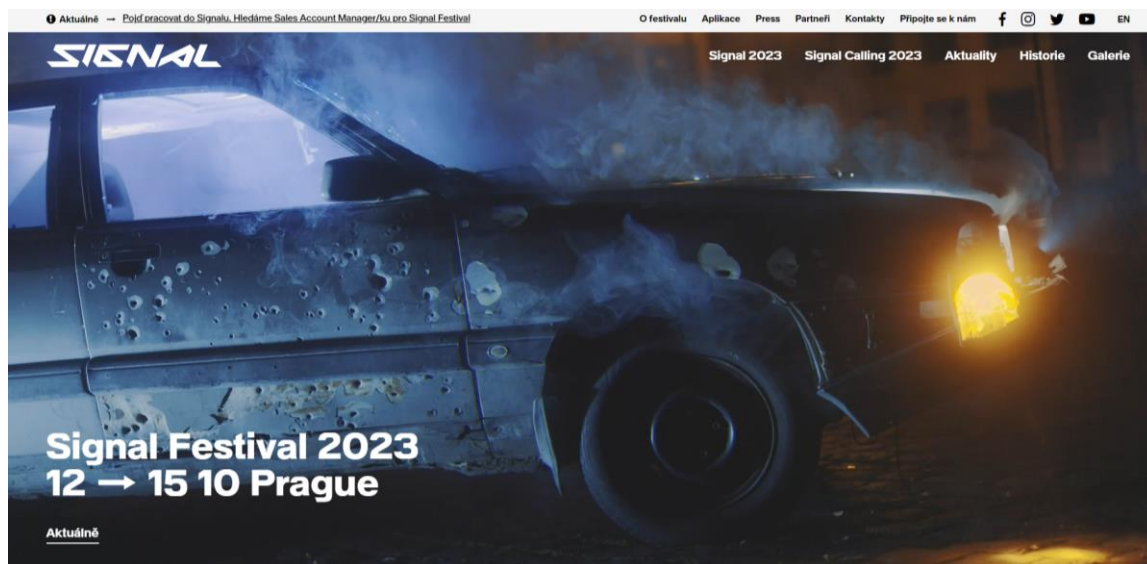 Aktuálně → Pojď pracovat do Signalu. Hledáme Sales Account Manager/ku pro Signal Festival
O festivalu Aplikace Press Partneři Kontakty Připojte se k nám EN
SIGNAL
Signal 2023 Signal Calling 2023 Aktuality Historie Galerie
Signal Festival 2023
12 → 15 10 Prague
Aktuálně